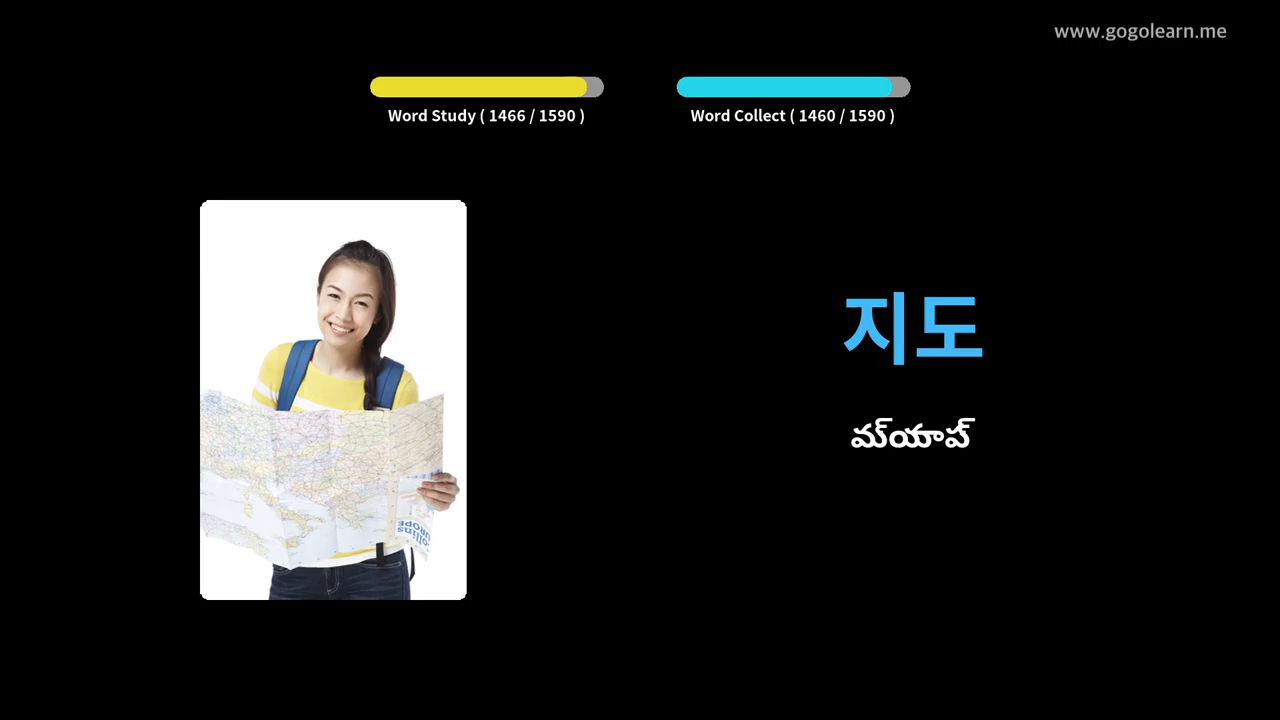 www.gogolearn.me
Word Study ( 1466 / 1590 )
Word Collect ( 1460 / 1590 )
지도
మ్యాప్